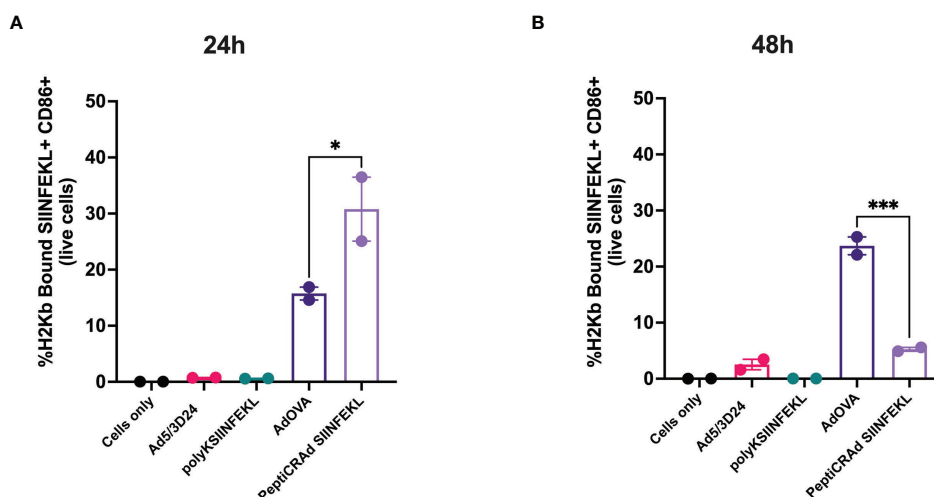 A
24h
%H2Kb Bound SIINFEKL+ CD86+
(live cells)
50
40
30
20
10
0
*
Cells only
Ad5/3D24
polyKSIINFEKL
AdOVA
PeptiCRAd SIINFEKL
B
48h
%H2Kb Bound SIINFEKL+ CD86+
(live cells)
50
40
30
20
10
0
***
Cells only
Ad5/3D24
polyKSIINFEKL
AdOVA
PeptiCRAd SIINFEKL